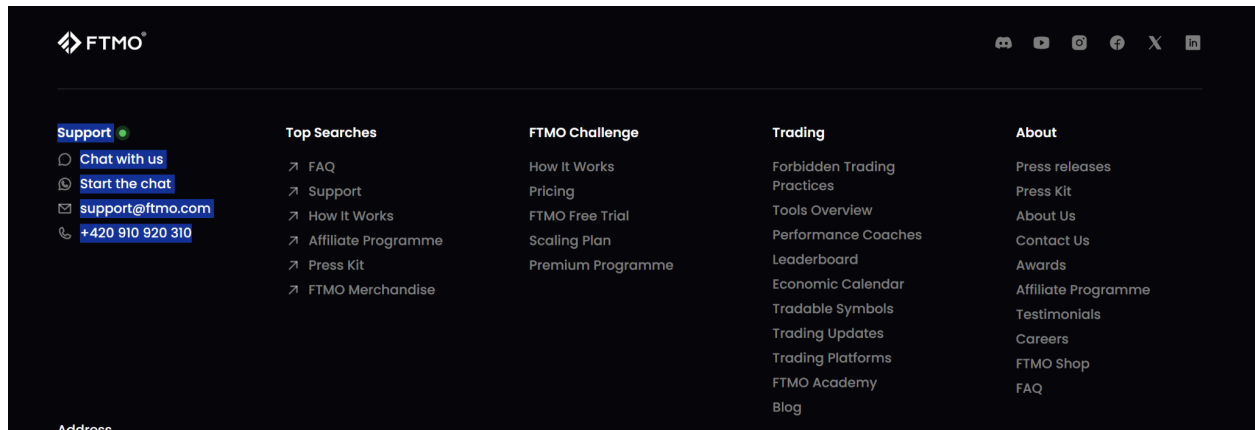 FTMO®
Support
Chat with us
Start the chat
support@ftmo.com
+420 910 920 310
Top Searches
FAQ
Support
How It Works
Affiliate Programme
Press Kit
FTMO Merchandise
FTMO Challenge
How It Works
Pricing
FTMO Free Trial
Scaling Plan
Premium Programme
Trading
Forbidden Trading
Practices
Tools Overview
Performance Coaches
Leaderboard
Economic Calendar
Tradable Symbols
Trading Updates
Trading Platforms
FTMO Academy
Blog
About
Press releases
Press Kit
About Us
Contact Us
Awards
Affiliate Programme
Testimonials
Careers
FTMO Shop
FAQ
Address